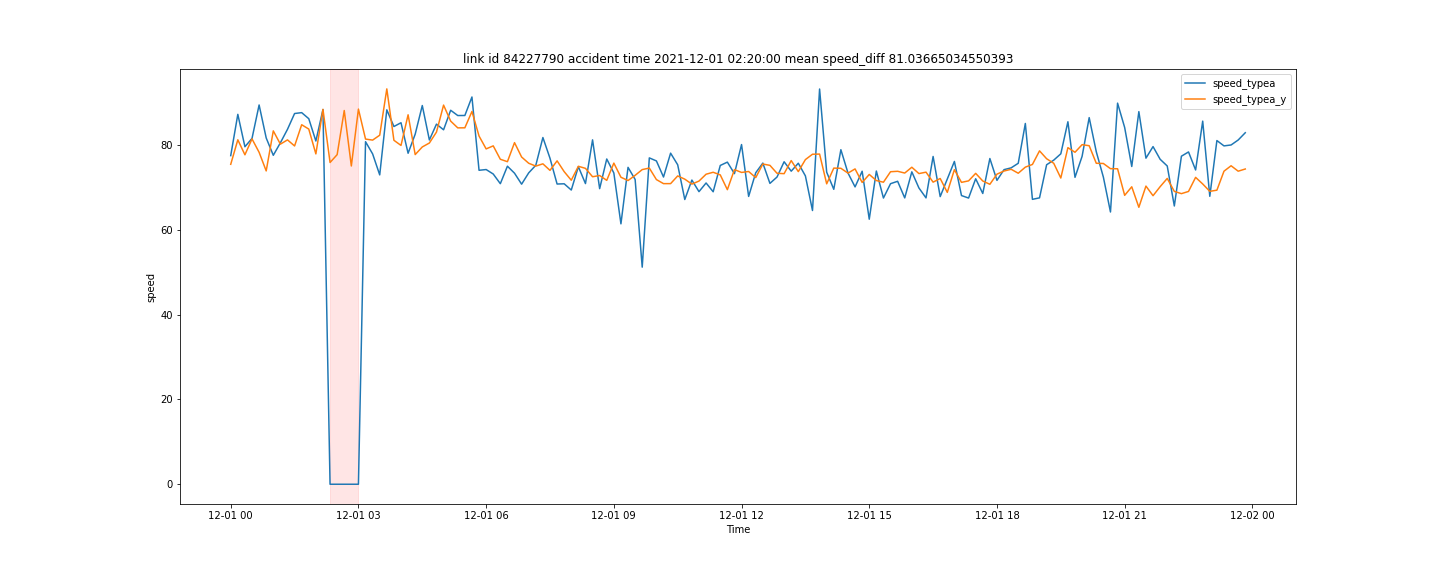 link id 84227790 accident time 2021-12-01 02:20:00 mean speed_diff 81.03665034550393
speed_typea
speed_typea_y
80
60
40
20
0
speed
12-01 00
12-01 03
12-01 06
12-01 09
12-01 12
12-01 15
12-01 18
12-01 21
12-02 00
Time